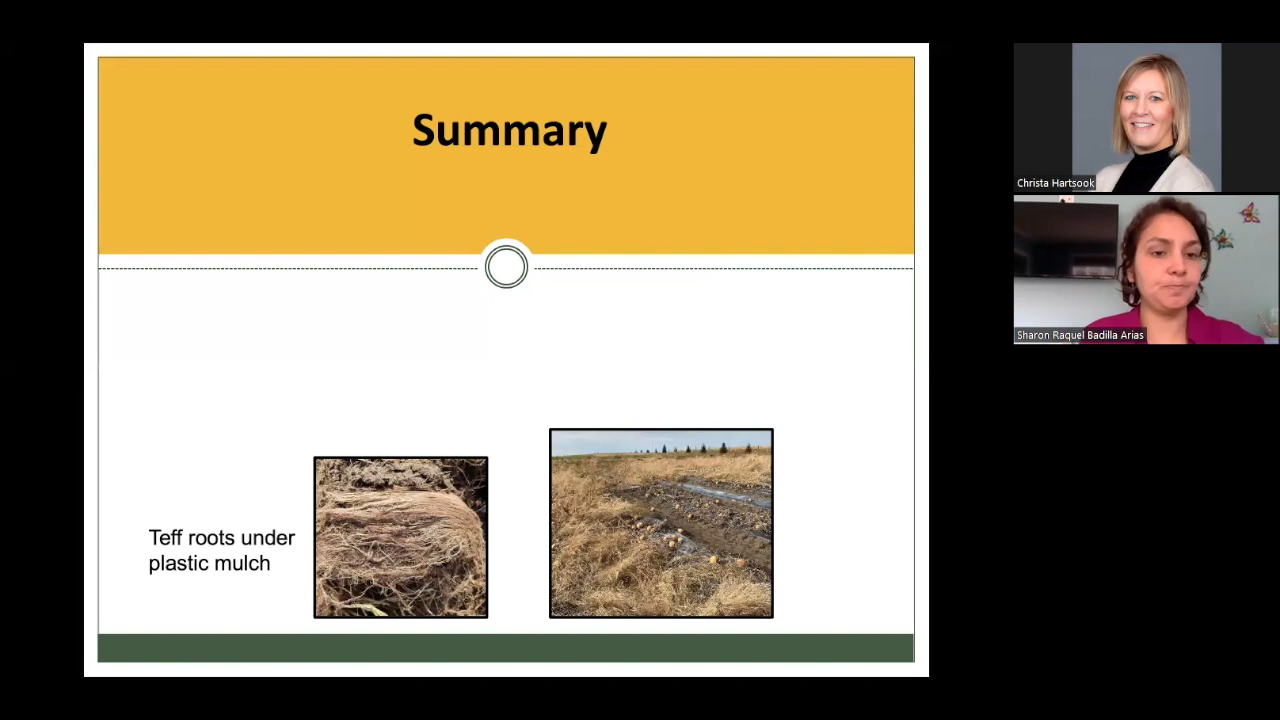 Summary
Teff roots under
plastic mulch
Christa Hartsook
Sharon Raquel Badilla Arias